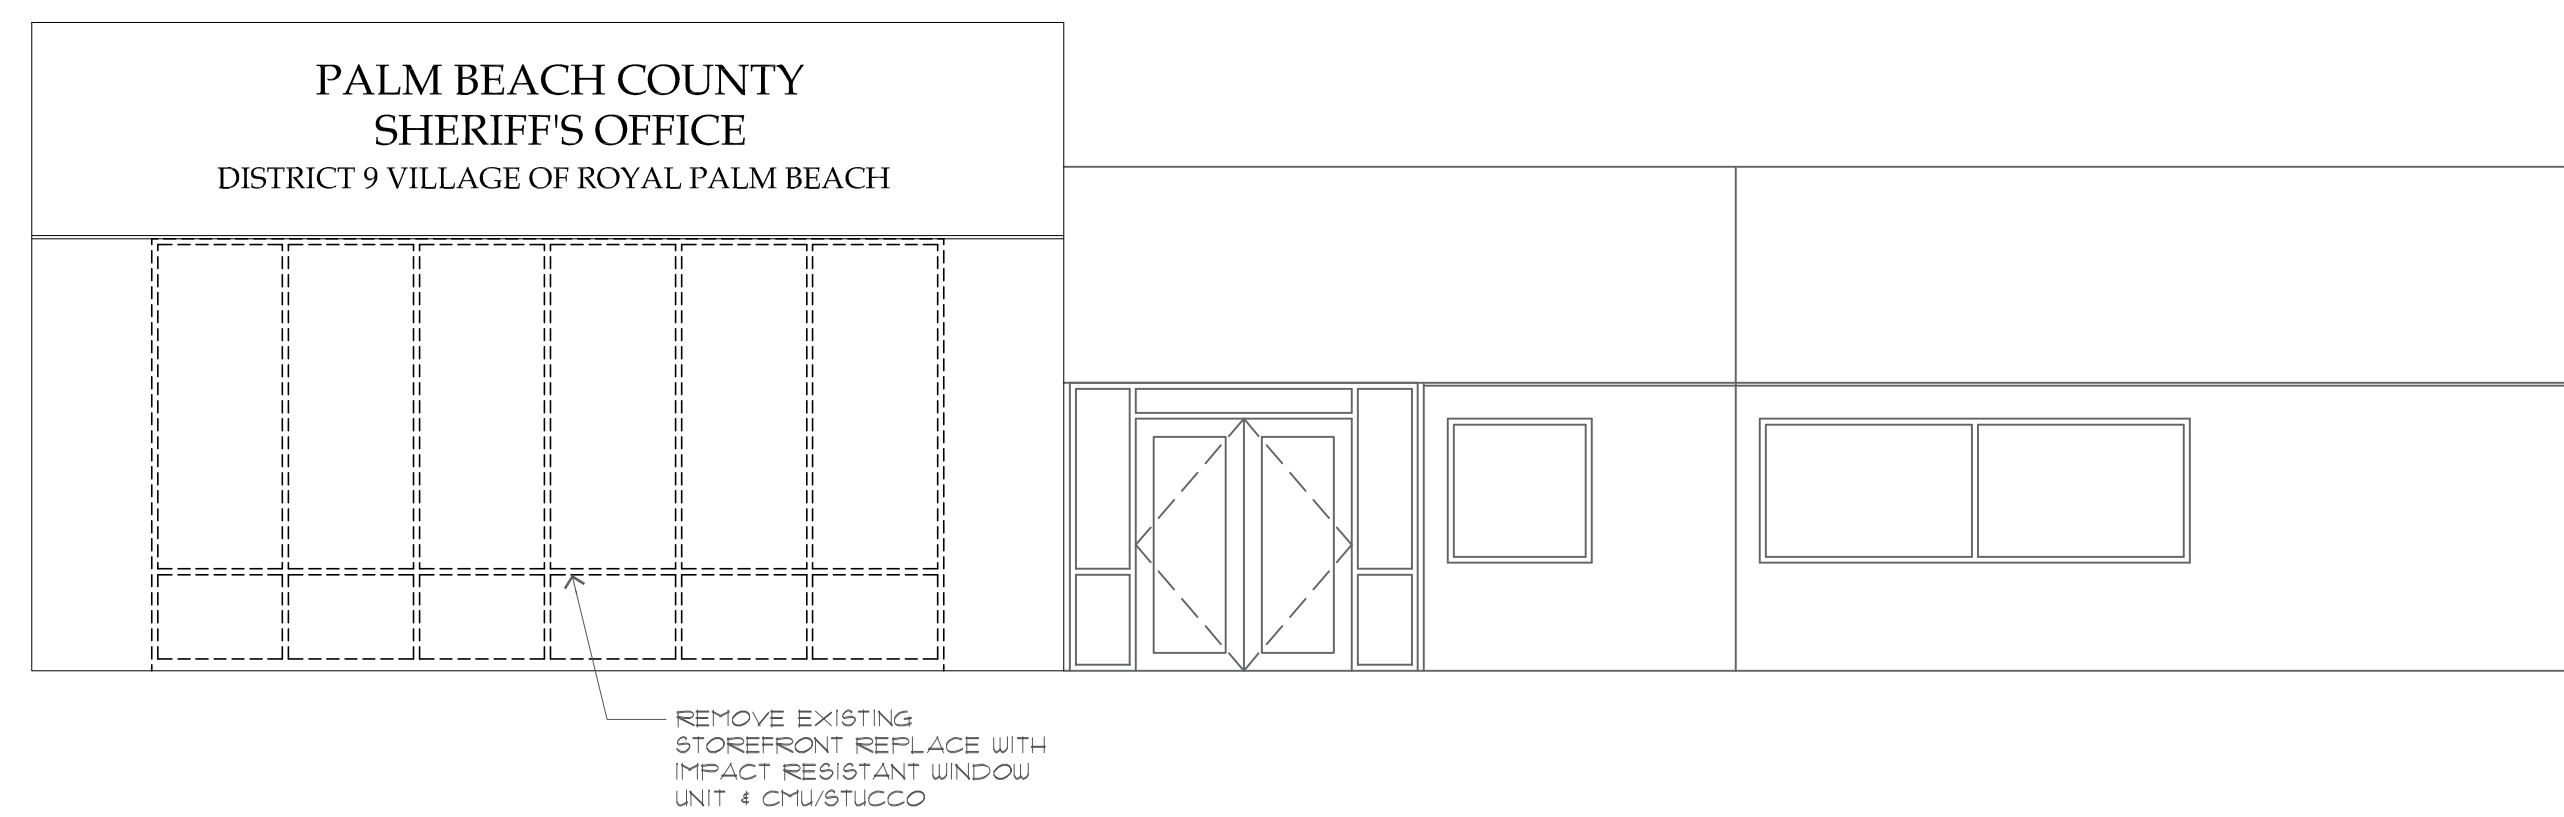 PALM BEACH COUNTY
SHERIFF'S OFFICE
DISTRICT 9 VILLAGE OF ROYAL PALM BEACH
REMOVE EXISTING
STOREFRONT REPLACE WITH
IMPACT RESISTANT WINDOW
UNIT & CMU/STUCCO